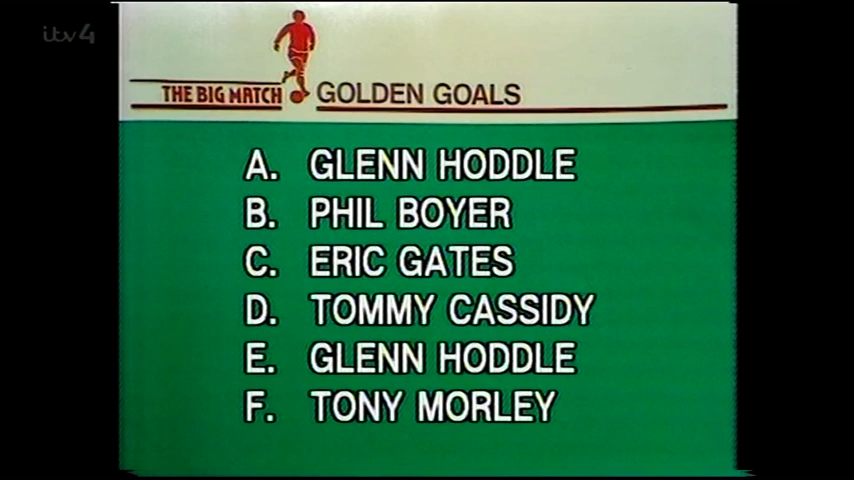 itv4
THE BIG MATCH GOLDEN GOALS
A. GLENN HODDLE
B. PHIL BOYER
C. ERIC GATES
D. TOMMY CASSIDY
E. GLENN HODDLE
F. TONY MORLEY